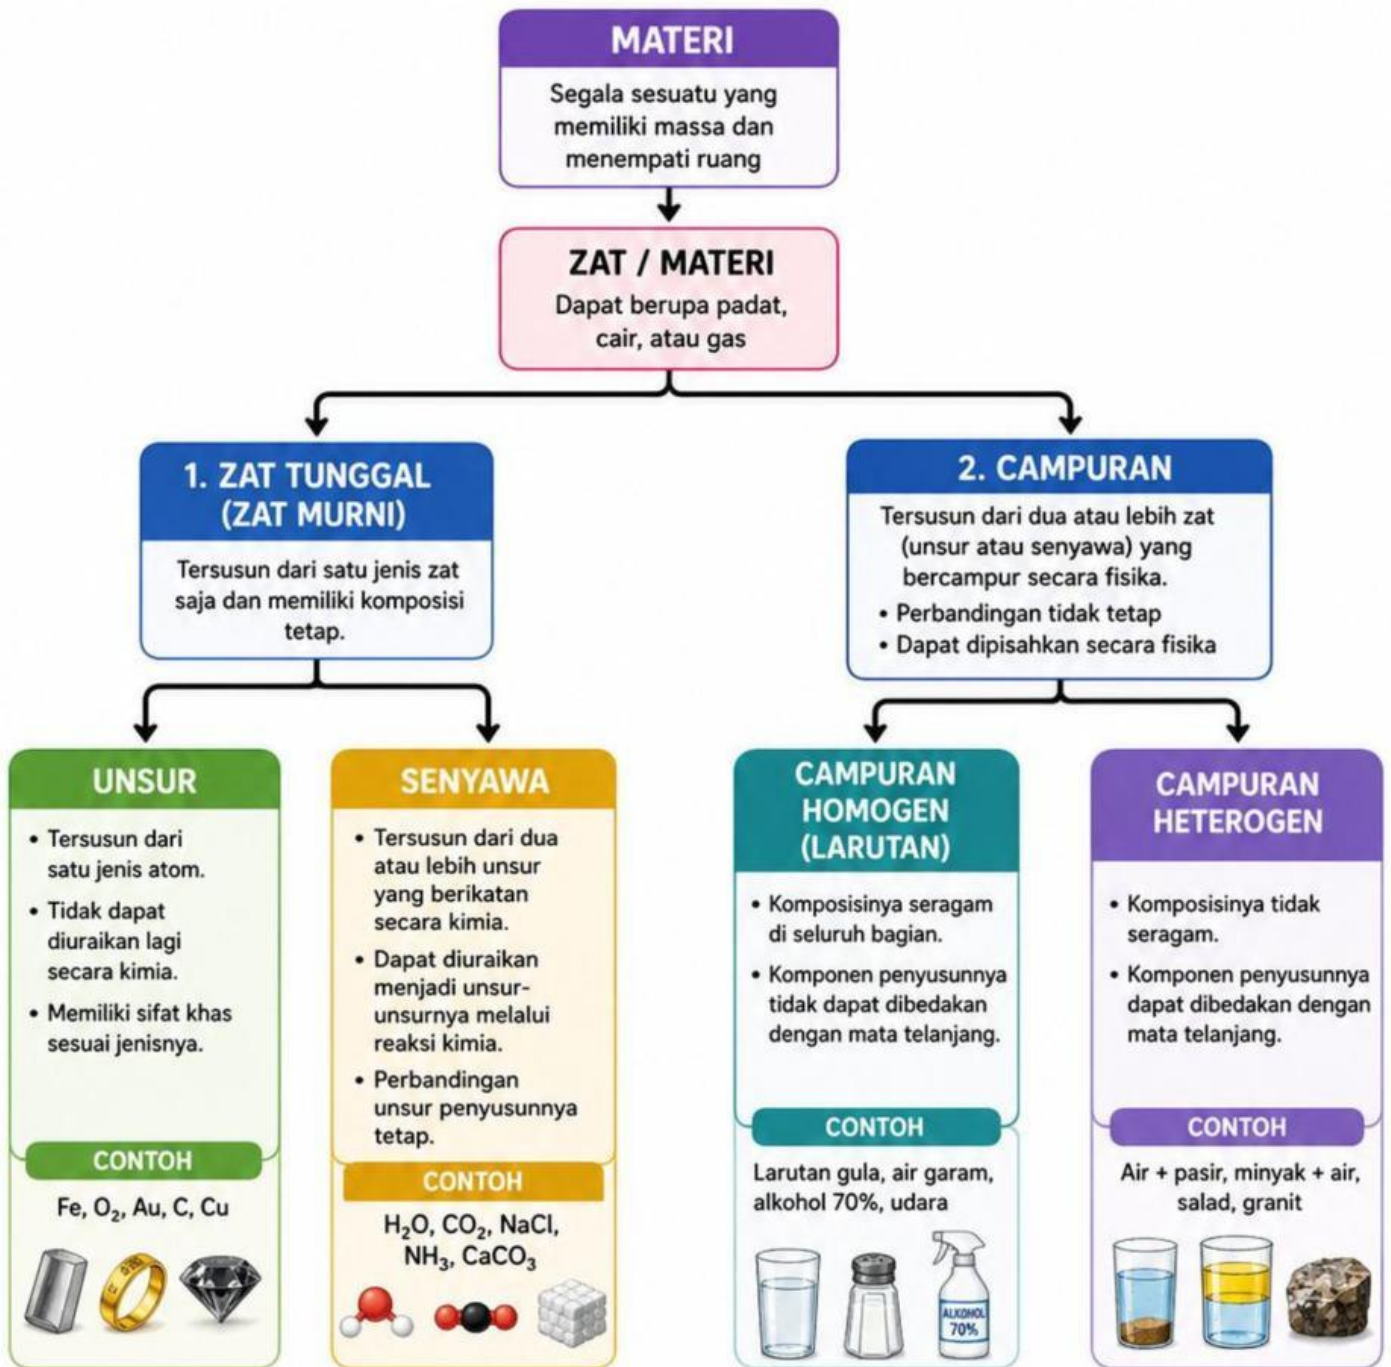 MATERI
Segala sesuatu yang
memiliki massa dan
menempati ruang
ZAT / MATERI
Dapat berupa padat,
cair, atau gas
1. ZAT TUNGGAL
(ZAT MURNI)
Tersusun dari satu jenis zat
saja dan memiliki komposisi
tetap.
2. CAMPURAN
Tersusun dari dua atau lebih zat
(unsur atau senyawa) yang
bercampur secara fisika.
• Perbandingan tidak tetap
• Dapat dipisahkan secara fisika
UNSUR
• Tersusun dari
satu jenis atom.
• Tidak dapat
diuraikan lagi
secara kimia.
• Memiliki sifat khas
sesuai jenisnya.
CONTOH
Fe, O₂, Au, C, Cu
SENYAWA
• Tersusun dari dua
atau lebih unsur
yang berikatan
secara kimia.
• Dapat diuraikan
menjadi unsur-
unsurnya melalui
reaksi kimia.
• Perbandingan
unsur penyusunnya
tetap.
CONTOH
H₂O, CO₂, NaCl,
NH₃, CaCO₃
CAMPURAN
HOMOGEN
(LARUTAN)
• Komposisinya seragam
di seluruh bagian.
• Komponen penyusunnya
tidak dapat dibedakan
dengan mata telanjang.
CONTOH
Larutan gula, air garam,
alkohol 70%, udara
ALKOHOL
70%
CAMPURAN
HETEROGEN
• Komposisinya tidak
seragam.
• Komponen penyusunnya
dapat dibedakan dengan
mata telanjang.
CONTOH
Air + pasir, minyak + air,
salad, granit